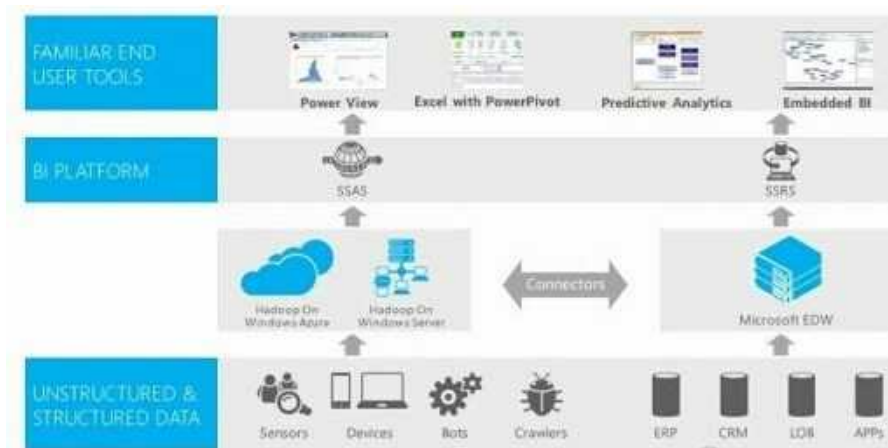 FAMILIAR END
USER TOOLS
Power View
Excel with PowerPivot
Predictive Analytics
Embedded BI
BI PLATFORM
SSAS
SSRS
Hadoop On
Windows Azure
Hadoop On
Windows Server
Connectors
Microsoft EDW
UNSTRUCTURED &
STRUCTURED DATA
Sensors
Devices
Bots
Crawlers
ERP
CRM
LOB
APPs